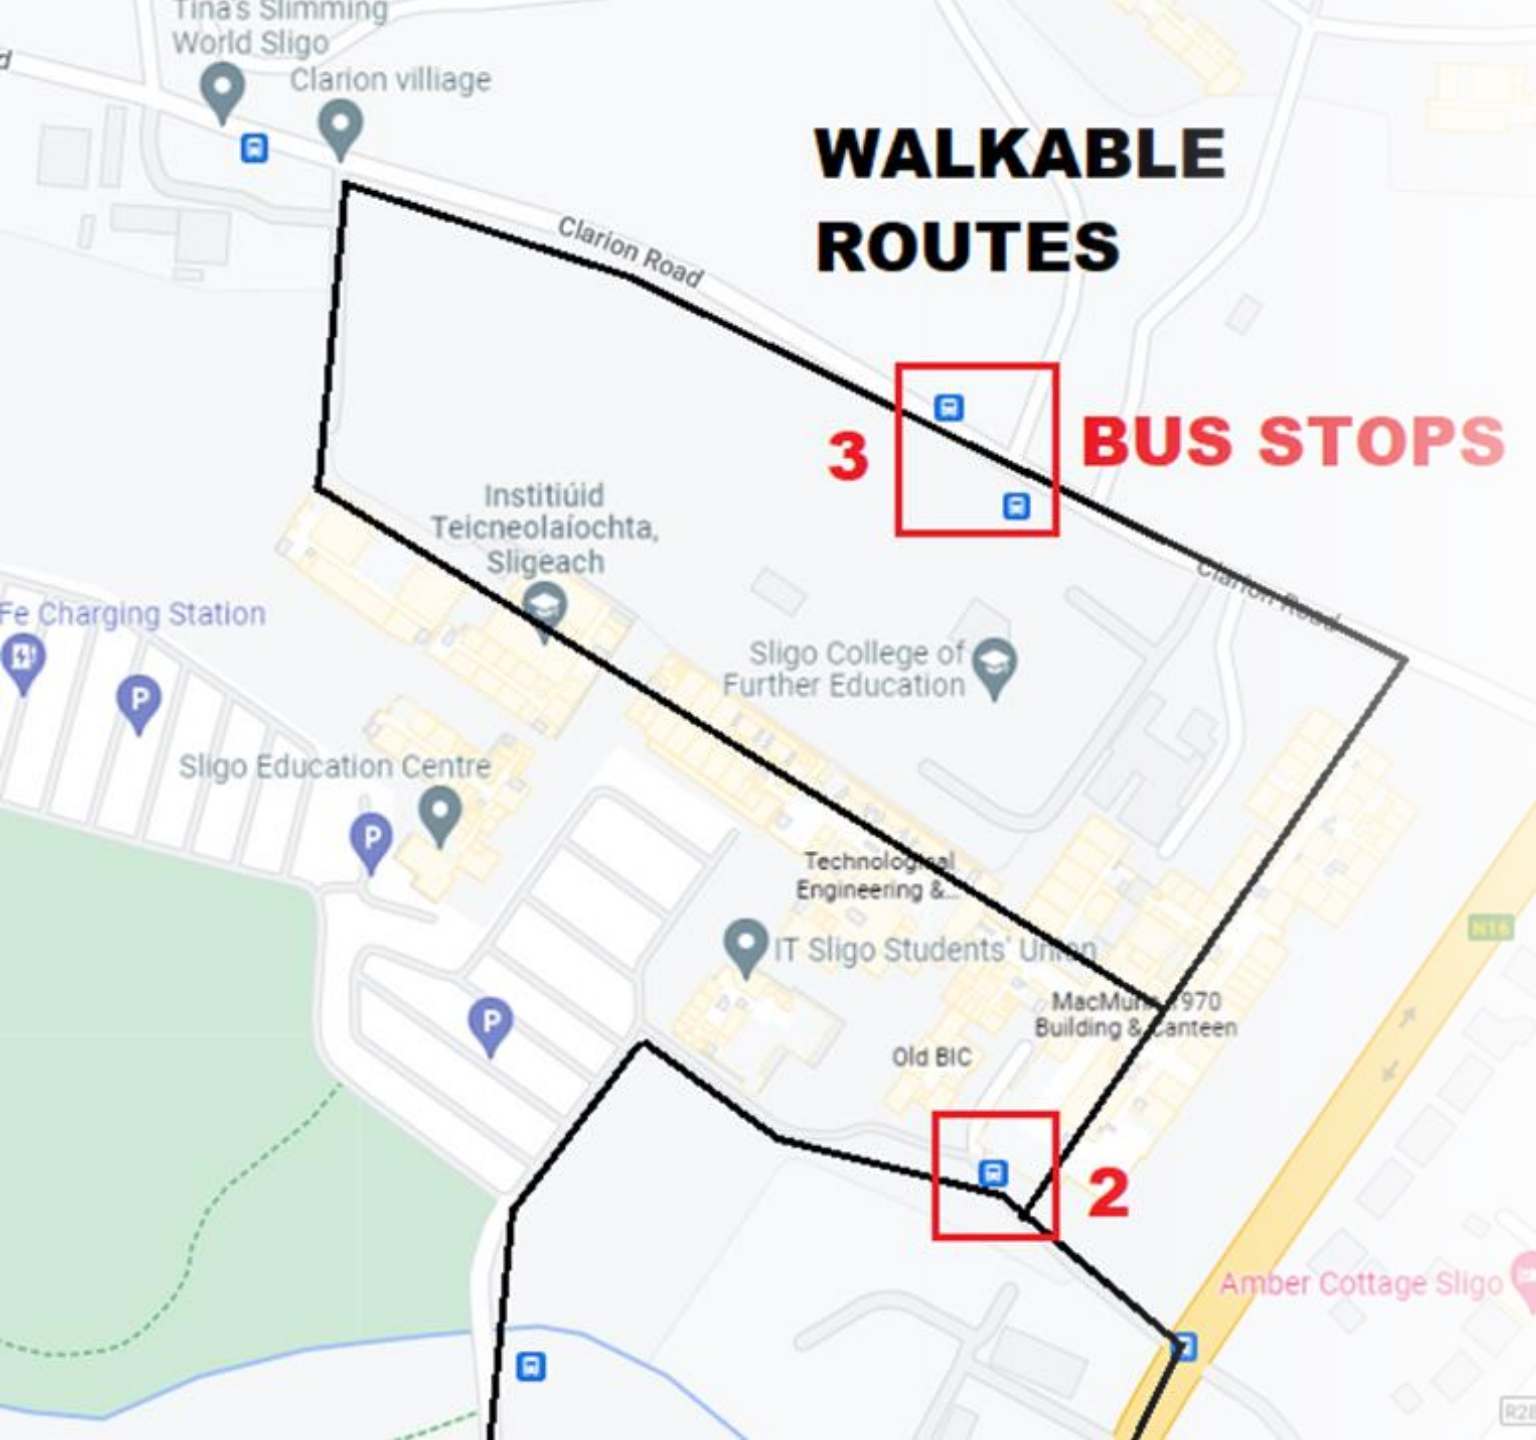 Tina's Slimming
World Sligo
Clarion villiage
d
WALKABLE
ROUTES
Clarion Road
3
BUS STOPS
Institiúid
Teicneolaíochta,
Sligeach
Clarion Road
Fe Charging Station
Sligo College of
Further Education
P
Sligo Education Centre
P
Technological
Engineering &...
N16
IT Sligo Students' Union
MacMunn 1970
Building & Canteen
P
Old BIC
2
Amber Cottage Sligo
R28